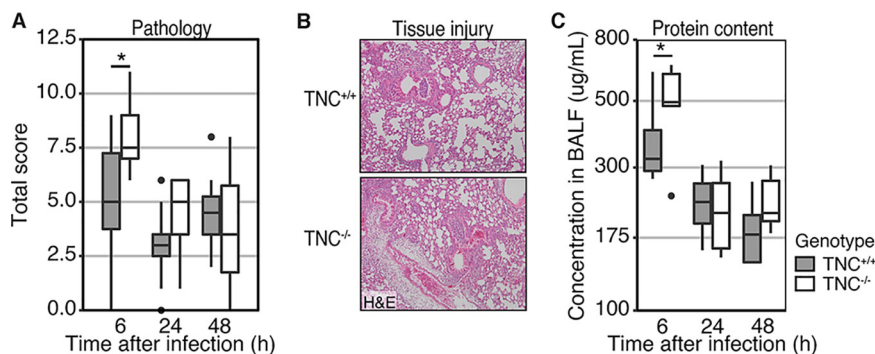 A
Pathology
Total score
12.5
10.0
7.5
5.0
2.5
0.0
*
6 24 48
Time after infection (h)
B
Tissue injury
TNC+/+
TNC-/-
H&E
C
Protein content
Concentration in BALF (ug/mL)
800
500
300
175
100
*
6 24 48
Time after infection (h)
Genotype
TNC+/+
TNC-/-